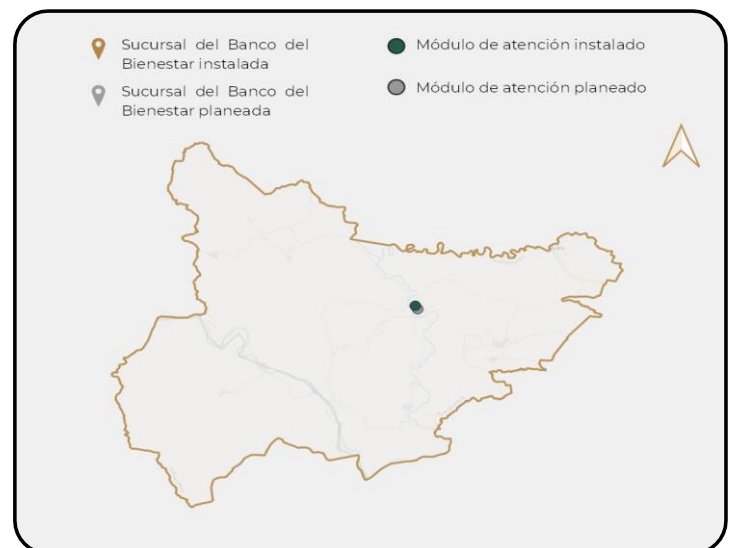 Sucursal del Banco del
Bienestar instalada
Sucursal del Banco del
Bienestar planeada
Módulo de atención instalado
Módulo de atención planeado